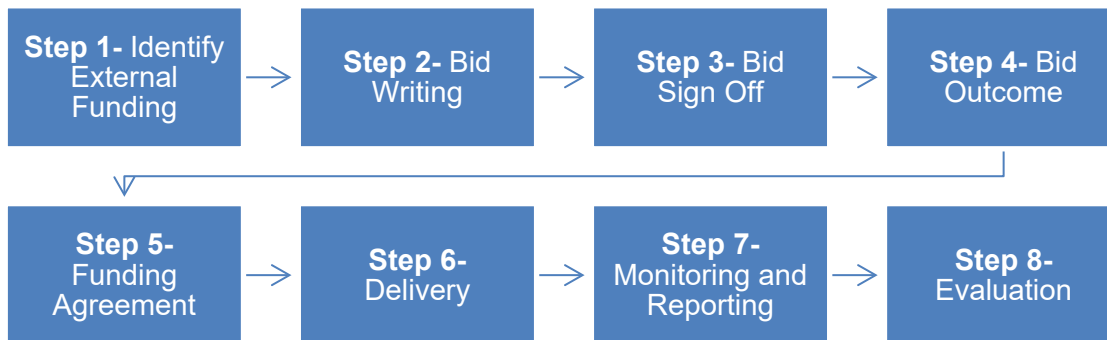 Step 1- Identify
External
Funding
Step 2- Bid
Writing
Step 3- Bid
Sign Off
Step 4- Bid
Outcome
Step 5-
Funding
Agreement
Step 6-
Delivery
Step 7-
Monitoring and
Reporting
Step 8-
Evaluation